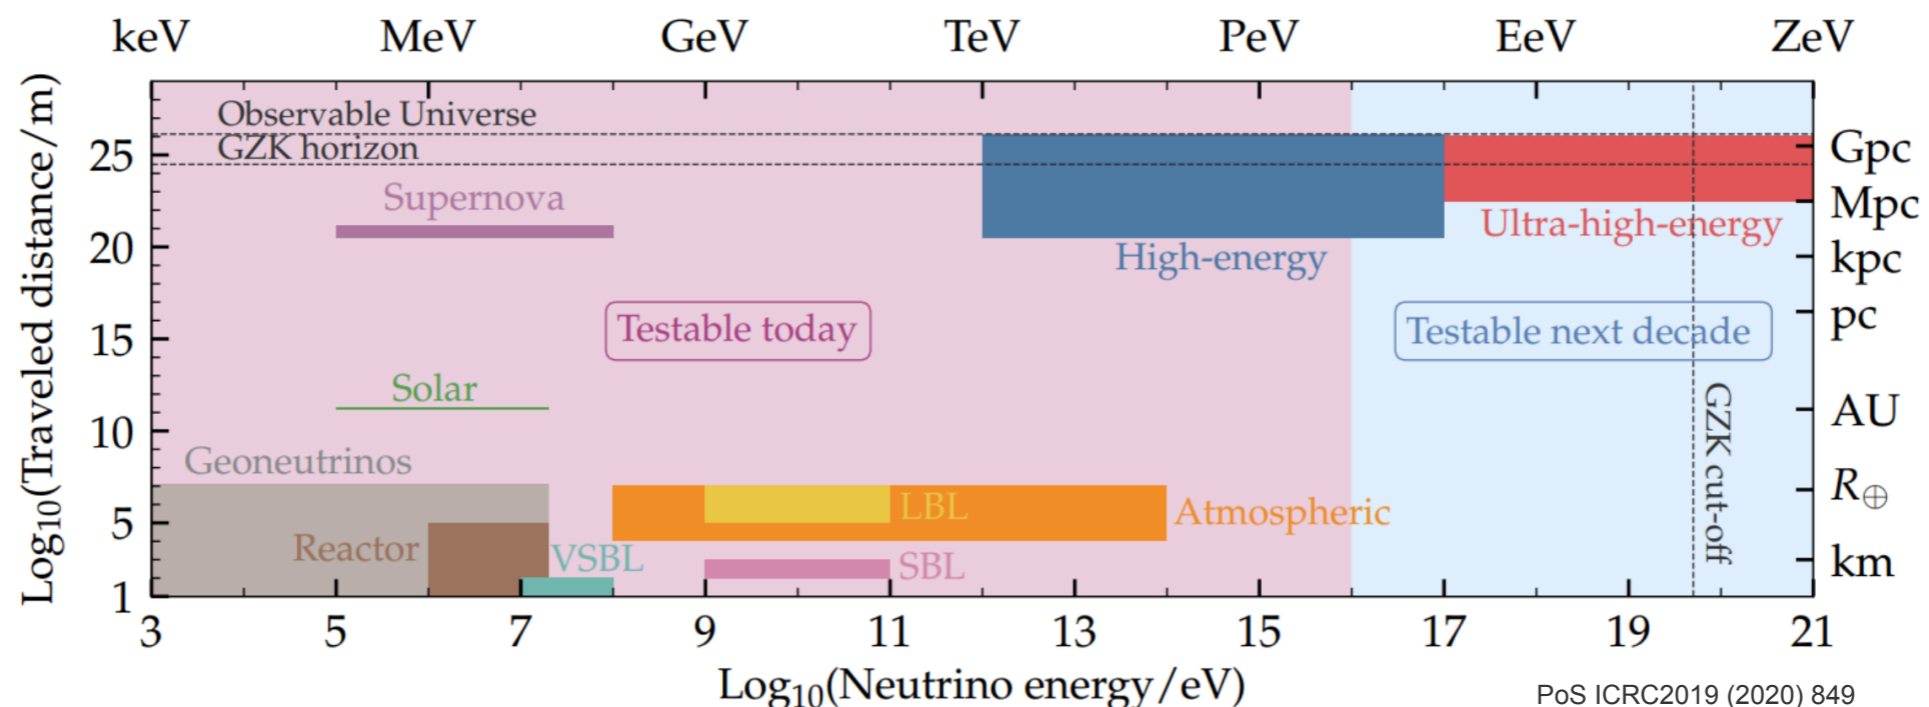 keV MeV GeV TeV PeV EeV ZeV
Log10(Traveled distance/m)
Observable Universe
GZK horizon
25
Gpc
Supernova
Mpc
Ultra-high-energy
20
High-energy
kpc
Testable today
Testable next decade
pc
15
Solar
AU
10
GZK cut-off
Geoneutrinos
R⊕
LBL
Atmospheric
5
Reactor
VSBL
SBL
km
1
3 5 7 9 11 13 15 17 19 21
Log10(Neutrino energy/eV)
PoS ICRC2019 (2020) 849